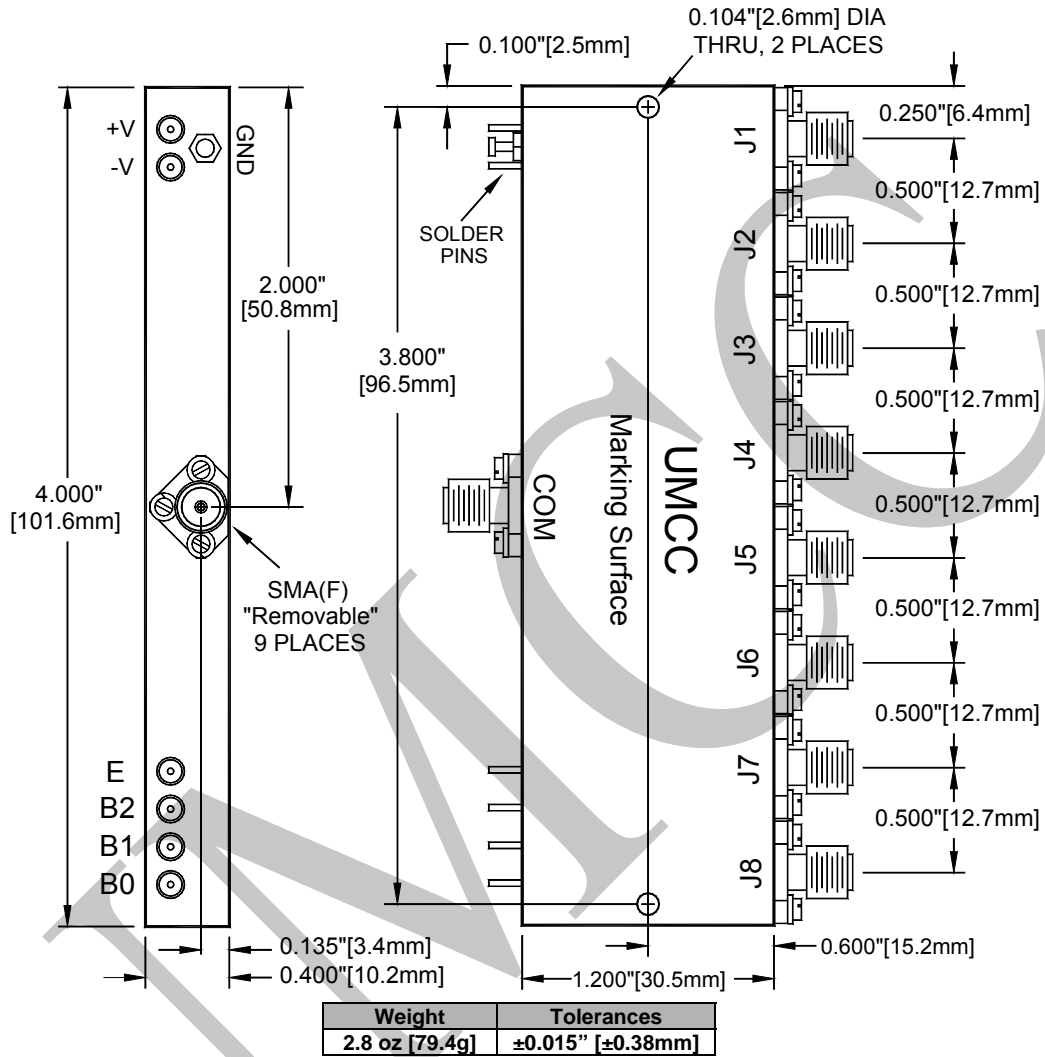 0.104"[2.6mm] DIA
THRU, 2 PLACES
0.100"[2.5mm]
0.250"[6.4mm]
+V
-V
GND
SOLDER
PINS
2.000"
[50.8mm]
3.800"
[96.5mm]
4.000"
[101.6mm]
SMA(F)
"Removable"
9 PLACES
E
B2
B1
B0
COM
Marking Surface
UMCC
J1
J2
J3
J4
J5
J6
J7
J8
0.500"[12.7mm]
0.500"[12.7mm]
0.500"[12.7mm]
0.500"[12.7mm]
0.500"[12.7mm]
0.500"[12.7mm]
0.500"[12.7mm]
0.135"[3.4mm]
0.400"[10.2mm]
0.600"[15.2mm]
1.200"[30.5mm]
Weight Tolerances
2.8 oz [79.4g] ±0.015” [±0.38mm]
UMCC